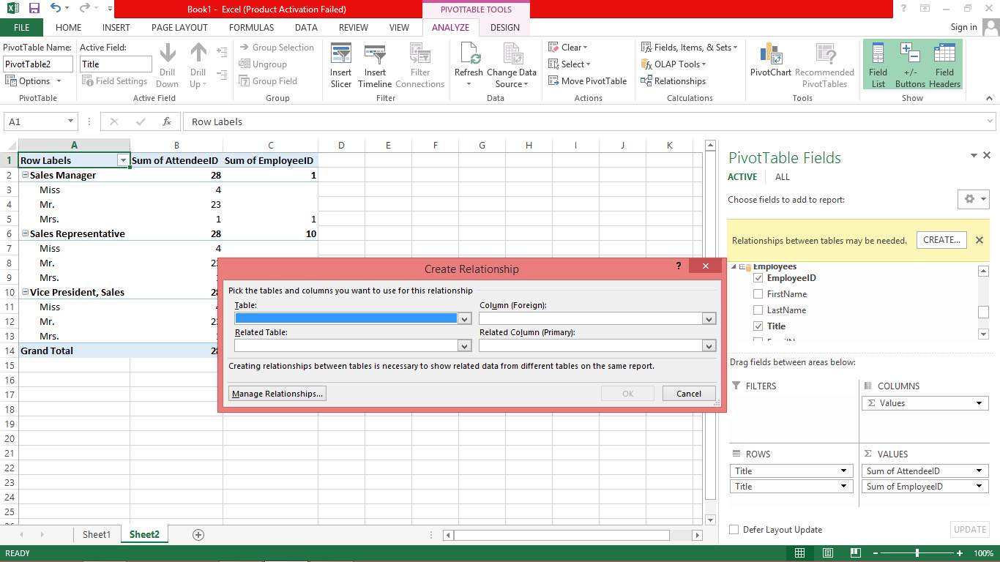 Book1 - Excel (Product Activation Failed)
PIVOTTABLE TOOLS
FILE HOME INSERT PAGE LAYOUT FORMULAS DATA REVIEW VIEW ANALYZE DESIGN Sign in
PivotTable Name:
PivotTable2
Options
PivotTable
Active Field:
Title
Field Settings
Drill Down
Drill Up
Active Field
Group Selection
Ungroup
Group Field
Group
Insert Slicer
Insert Timeline
Filter Connections
Filter
Refresh
Change Data Source
Data
Clear
Select
Move PivotTable
Actions
Fields, Items, & Sets
OLAP Tools
Relationships
Calculations
PivotChart
Recommended PivotTables
Tools
Field List
+/- Buttons
Field Headers
Show
A1 fx Row Labels
A B C D E F G H I J K
1 Row Labels Sum of AttendeeID Sum of EmployeeID
2 Sales Manager 28 1
3 Miss 4
4 Mr. 23
5 Mrs. 1 1
6 Sales Representative 28 10
7 Miss 4
8 Mr.
9 Mrs.
10 Vice President, Sales
11 Miss
12 Mr.
13 Mrs.
14 Grand Total
15
16
17
18
19
20
21
22
23
24
25
Create Relationship ?
Pick the tables and columns you want to use for this relationship
Table: Column (Foreign):
Related Table: Related Column (Primary):
Creating relationships between tables is necessary to show related data from different tables on the same report.
Manage Relationships... OK Cancel
PivotTable Fields
ACTIVE ALL
Choose fields to add to report:
Relationships between tables may be needed. CREATE...
Employees
EmployeeID
FirstName
LastName
Title
Drag fields between areas below:
FILTERS
COLUMNS
Σ Values
ROWS
Title
Title
Σ VALUES
Sum of AttendeeID
Sum of EmployeeID
Defer Layout Update UPDATE
Sheet1 Sheet2
READY 100%